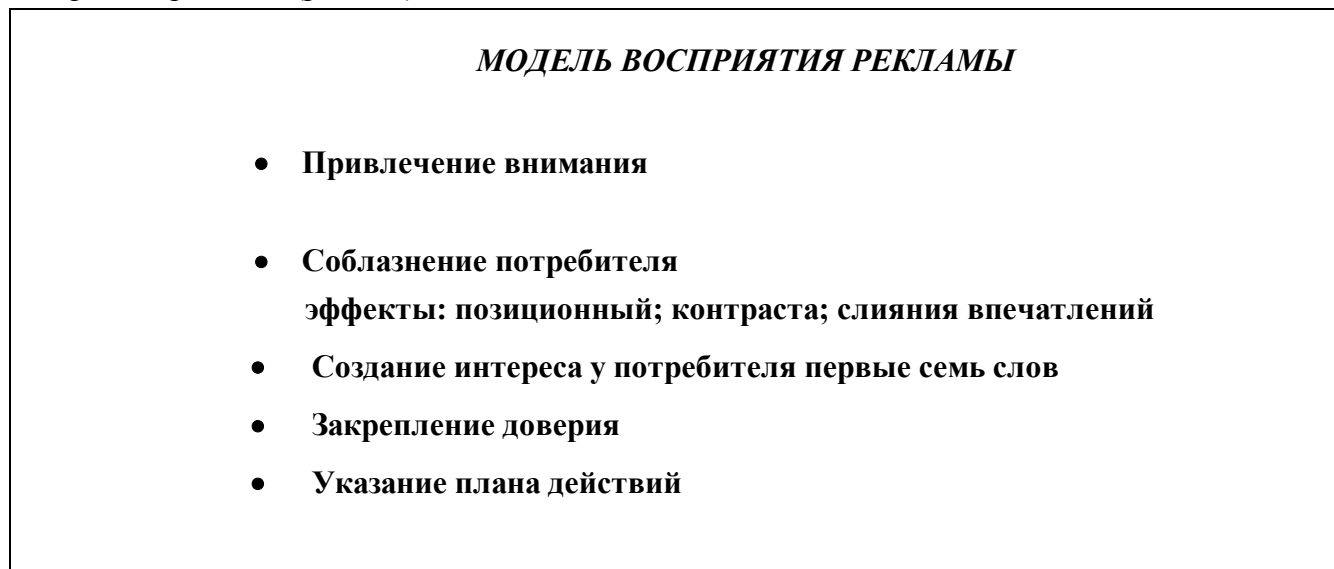 МОДЕЛЬ ВОСПРИЯТИЯ РЕКЛАМЫ
• Привлечение внимания
• Соблазнение потребителя
эффекты: позиционный; контраста; слияния впечатлений
• Создание интереса у потребителя первые семь слов
• Закрепление доверия
• Указание плана действий